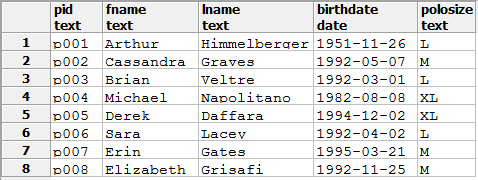 pid fname lname birthdate polosize
text text text date text
1 p001 Arthur Himmelberger 1951-11-26 L
2 p002 Cassandra Graves 1992-05-07 M
3 p003 Brian Veltre 1992-03-01 L
4 p004 Michael Napolitano 1982-08-08 XL
5 p005 Derek Daffara 1994-12-02 XL
6 p006 Sara Lacey 1992-04-02 L
7 p007 Erin Gates 1995-03-21 M
8 p008 Elizabeth Grisafi 1992-11-25 M